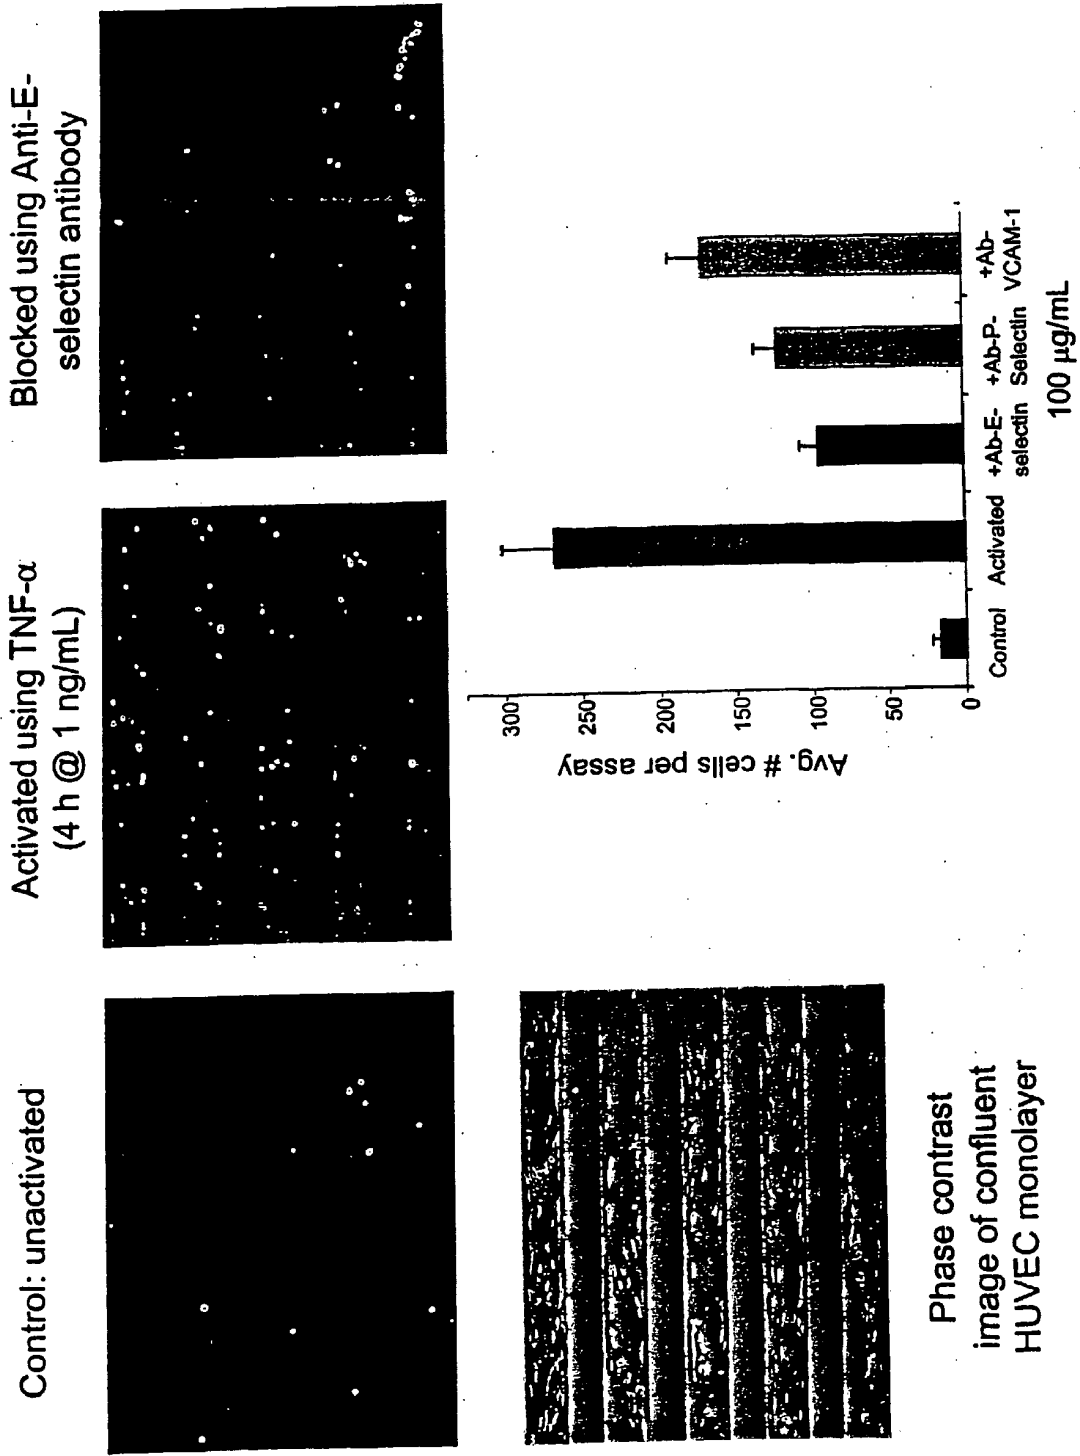 Control: unactivated
Activated using TNF-α
(4 h @ 1 ng/mL)
Blocked using Anti-E-
selectin antibody
Phase contrast
image of confluent
HUVEC monolayer
Avg. # cells per assay
300
250
200
150
100
50
0
Control Activated +Ab-E- +Ab-P- +Ab-
selectin Selectin VCAM-1
100 µg/mL